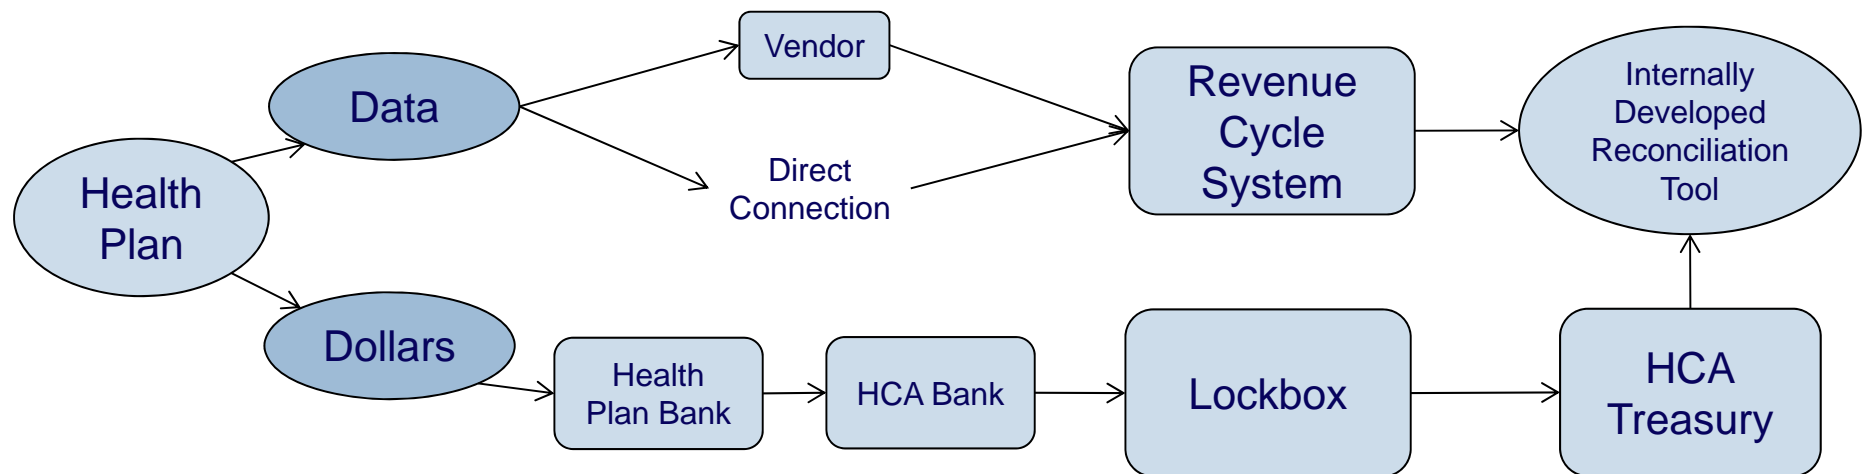 Health
Plan
Data
Vendor
Direct
Connection
Revenue
Cycle
System
Internally
Developed
Reconciliation
Tool
Dollars
Health
Plan Bank
HCA Bank
Lockbox
HCA
Treasury